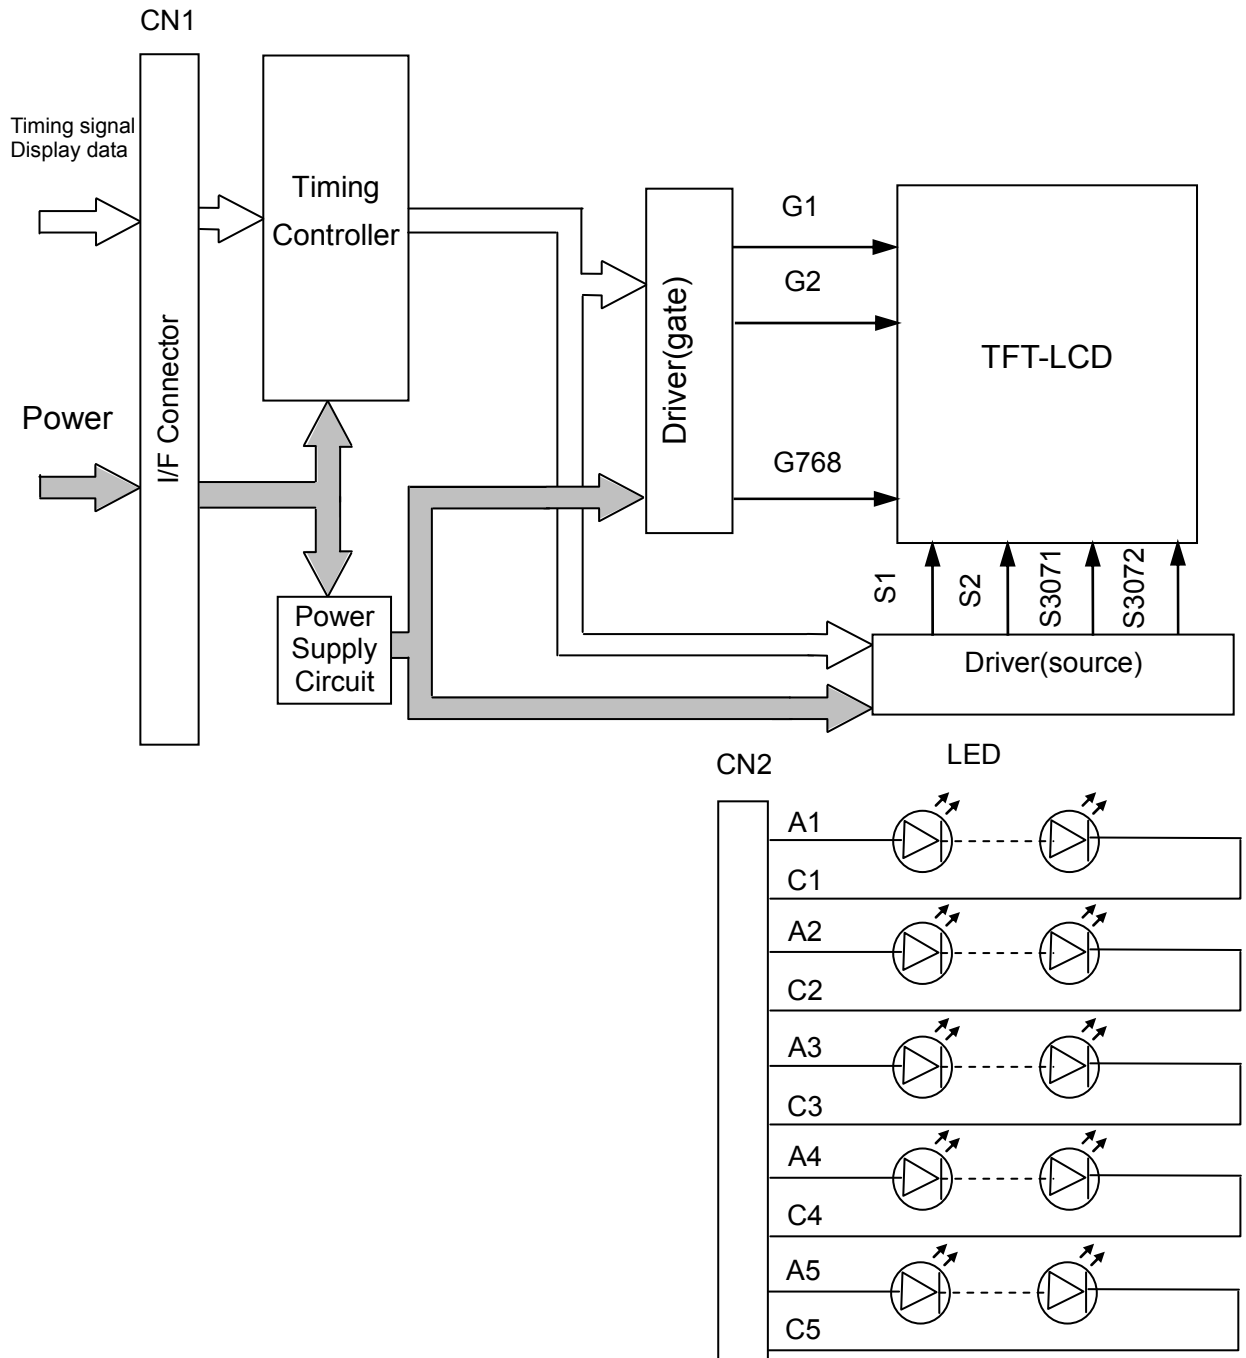 CN1
Timing signal
Display data
Timing
Controller
I/F Connector
Power
Power
Supply
Circuit
Driver(gate)
G1
G2
G768
TFT-LCD
S1
S2
S3071
S3072
Driver(source)
CN2
LED
A1
C1
A2
C2
A3
C3
A4
C4
A5
C5